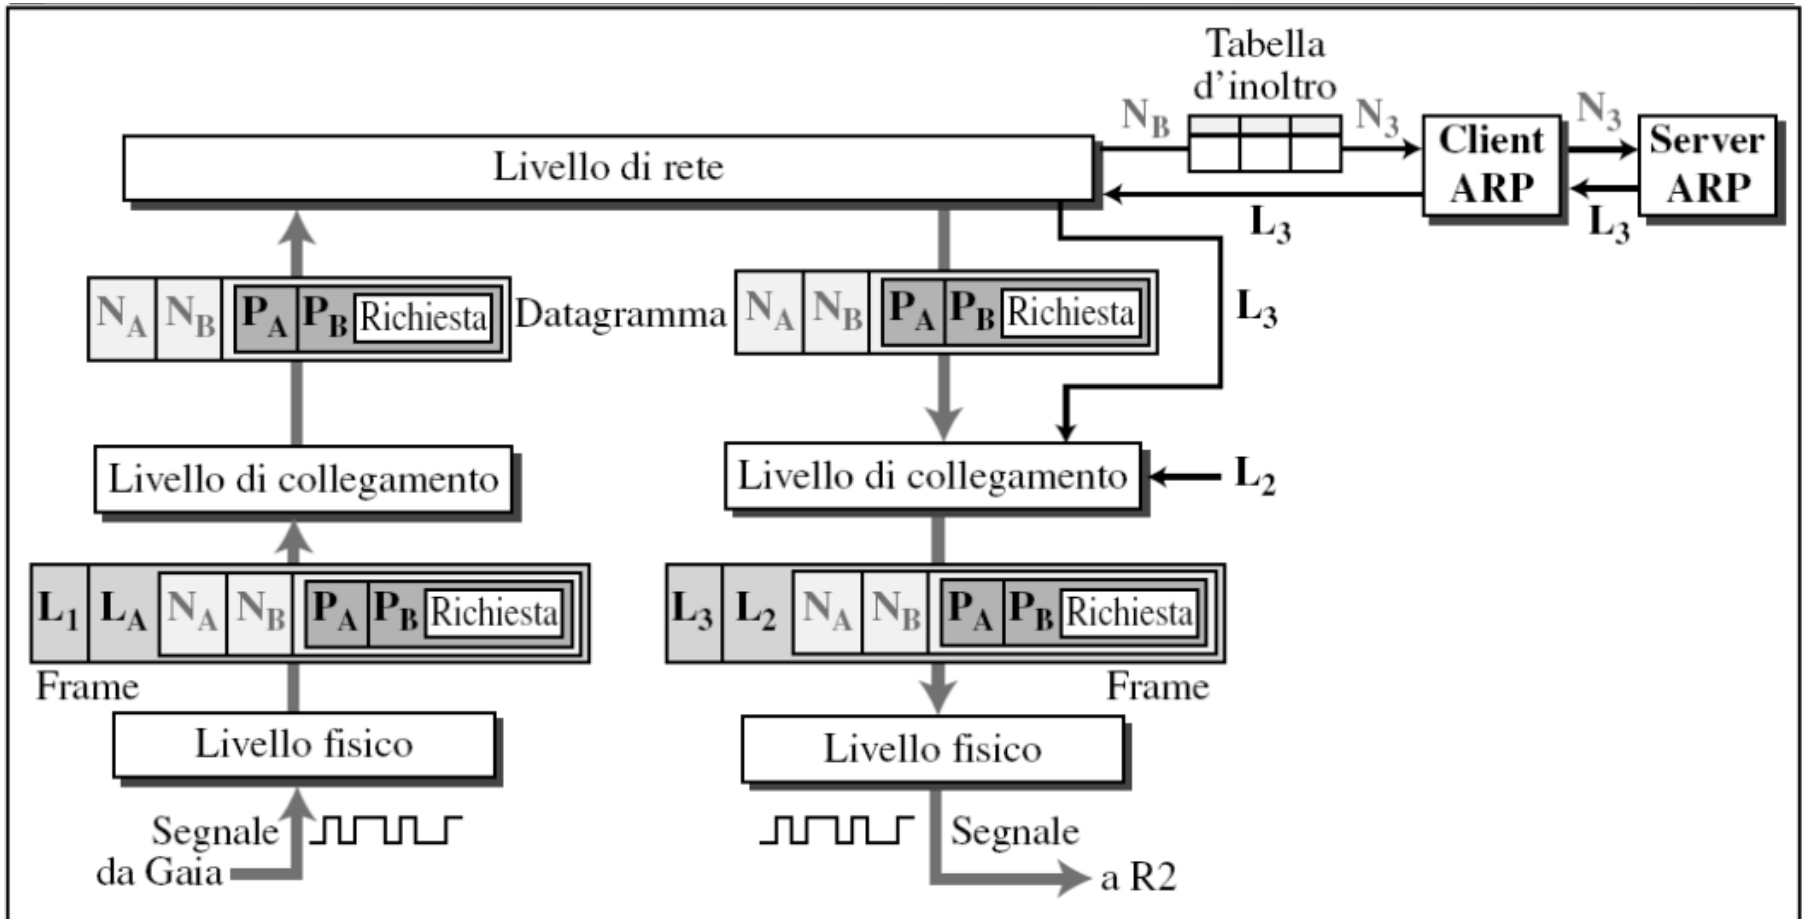 Tabella
d'inoltro
N_B
N_3
N_3
Client
ARP
Server
ARP
Livello di rete
L_3
L_3
N_A N_B P_A P_B Richiesta
Datagramma
N_A N_B P_A P_B Richiesta
L_3
Livello di collegamento
Livello di collegamento
L_2
L_1 L_A N_A N_B P_A P_B Richiesta
L_3 L_2 N_A N_B P_A P_B Richiesta
Frame
Frame
Livello fisico
Livello fisico
Segnale
da Gaia
Segnale
a R2